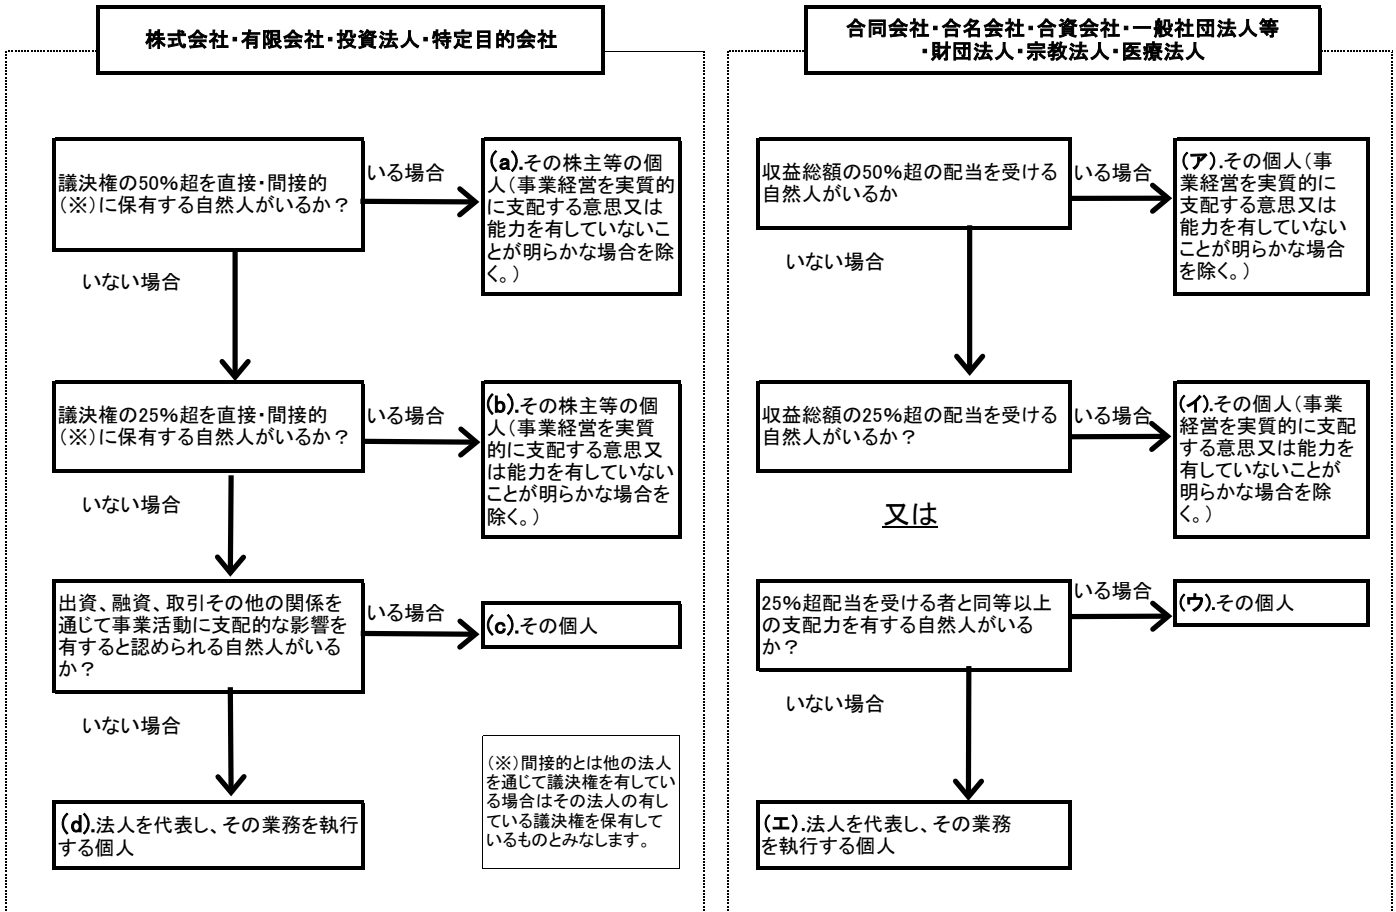 株式会社・有限会社・投資法人・特定目的会社
議決権の50%超を直接・間接的
（※）に保有する自然人がいるか？
いる場合
(a).その株主等の個
人（事業経営を実質的
に支配する意思又は
能力を有していないこ
とが明らかな場合を除
く。）
いない場合
議決権の25%超を直接・間接的
（※）に保有する自然人がいるか？
いる場合
(b).その株主等の個
人（事業経営を実質
的に支配する意思又
は能力を有していない
ことが明らかな場合を
除く。）
いない場合
出資、融資、取引その他の関係を
通じて事業活動に支配的な影響を
有すると認められる自然人がいる
か？
いる場合
(c).その個人
いない場合
（※）間接的とは他の法人
を通じて議決権を有してい
る場合はその法人の有し
ている議決権を保有して
いるものとみなします。
(d).法人を代表し、その業務を執行
する個人
合同会社・合名会社・合資会社・一般社団法人等
・財団法人・宗教法人・医療法人
収益総額の50%超の配当を受ける
自然人がいるか
いる場合
(ア).その個人（事
業経営を実質的に
支配する意思又は
能力を有していない
ことが明らかな場合
を除く。）
いない場合
収益総額の25%超の配当を受ける
自然人がいるか？
いる場合
(イ).その個人（事業
経営を実質的に支配
する意思又は能力を
有していないことが
明らかな場合を除
く。）
又は
25%超配当を受ける者と同等以上
の支配力を有する自然人がいる
か？
いる場合
(ウ).その個人
いない場合
(エ).法人を代表し、その業務
を執行する個人